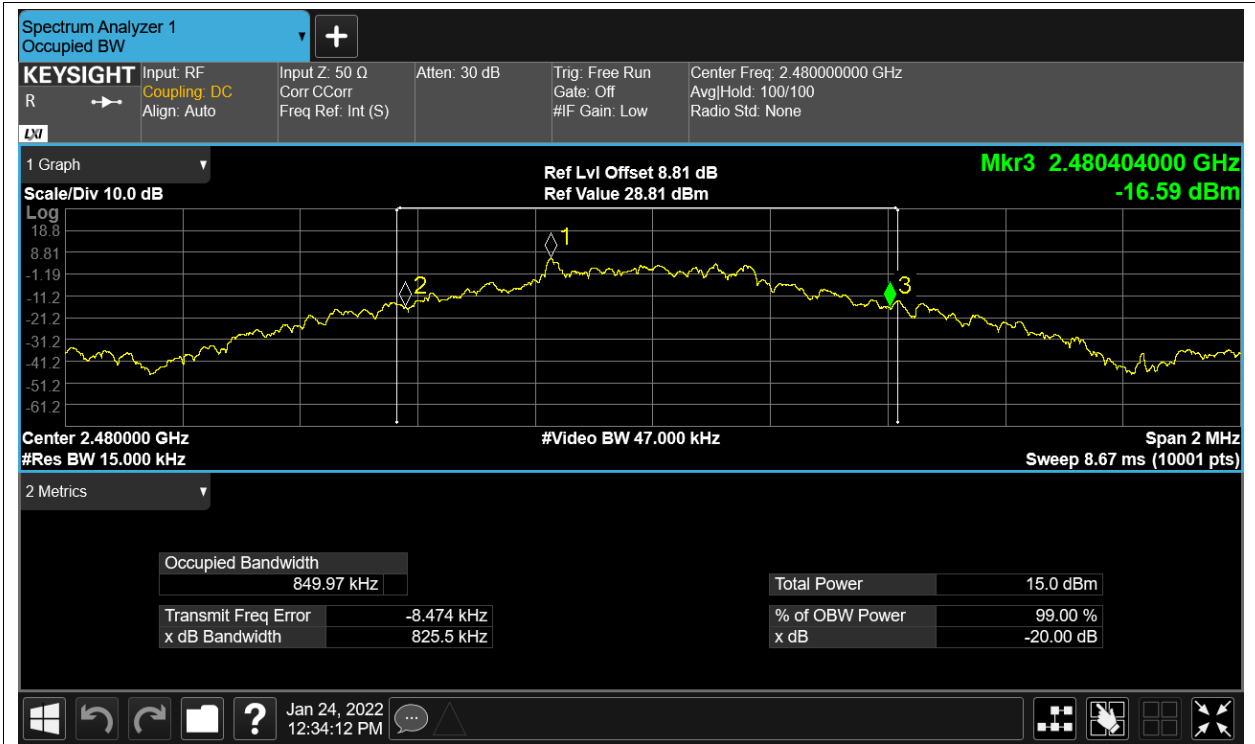 Spectrum Analyzer 1
Occupied BW
KEYSIGHT Input: RF Input Z: 50 Ω Atten: 30 dB Trig: Free Run Center Freq: 2.480000000 GHz
R Coupling: DC Corr CCorr Gate: Off Avg|Hold: 100/100
Align: Auto Freq Ref: Int (S) #IF Gain: Low Radio Std: None
LXI
1 Graph Ref Lvl Offset 8.81 dB Mkr3 2.480404000 GHz
Scale/Div 10.0 dB Ref Value 28.81 dBm -16.59 dBm
Log
18.8
1
8.81
-1.19
2 3
-11.2
-21.2
-31.2
-41.2
-51.2
-61.2
Center 2.480000 GHz #Video BW 47.000 kHz Span 2 MHz
#Res BW 15.000 kHz Sweep 8.67 ms (10001 pts)
2 Metrics
Occupied Bandwidth
849.97 kHz Total Power 15.0 dBm
Transmit Freq Error -8.474 kHz % of OBW Power 99.00 %
x dB Bandwidth 825.5 kHz x dB -20.00 dB
? Jan 24, 2022
12:34:12 PM